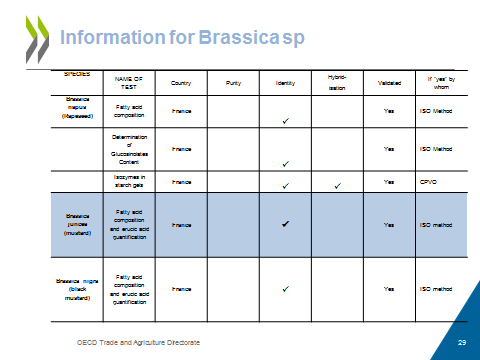 Information for Brassica sp
SPECIES
NAME OF
TEST
Country
Purity
Identity
Hybrid-
isation
Validated
If "yes" by
whom
Brassica
napus
(Rapeseed)
Fatty acid
composition
France
✓
Yes
ISO Method
Determination
of
Glucosinolates
Content
France
✓
Yes
ISO Method
Isozymes in
starch gels
France
✓
✓
Yes
CPVO
Brassica
juncea
(mustard)
Fatty acid
composition
and erucic acid
quantification
France
✓
Yes
ISO method
Brassica nigra
(black
mustard)
Fatty acid
composition
and erucic acid
quantification
France
✓
Yes
ISO method
OECD Trade and Agriculture Directorate
29